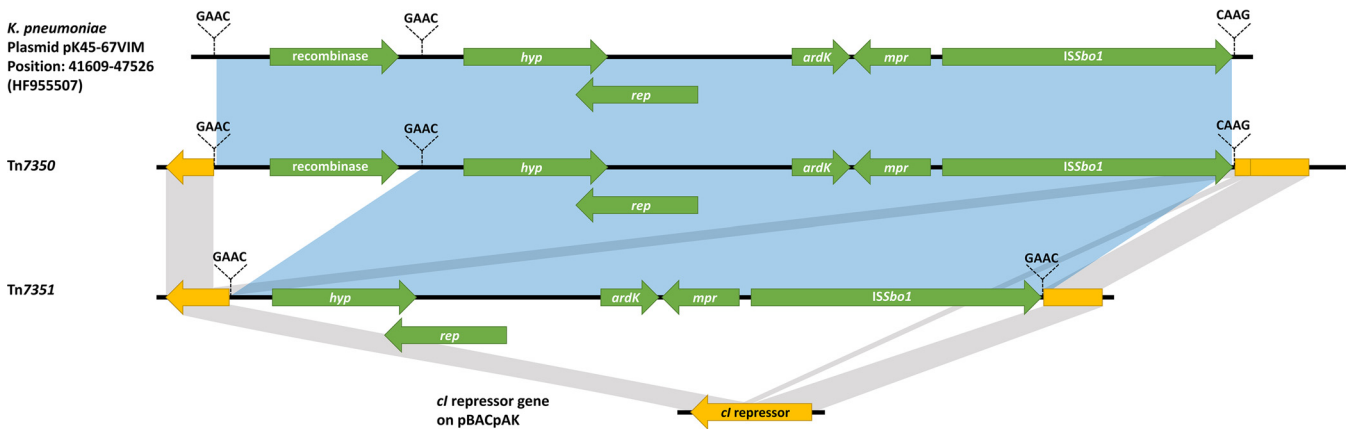 K. pneumoniae
Plasmid pK45-67VIM
Position: 41609-47526
(HF955507)
GAAC
GAAC
CAAG
recombinase
hyp
ardK
mpr
ISSbo1
rep
Tn7350
GAAC
GAAC
CAAG
recombinase
hyp
ardK
mpr
ISSbo1
rep
Tn7351
GAAC
GAAC
hyp
ardK
mpr
ISSbo1
rep
cI repressor gene
on pBACpAK
cI repressor